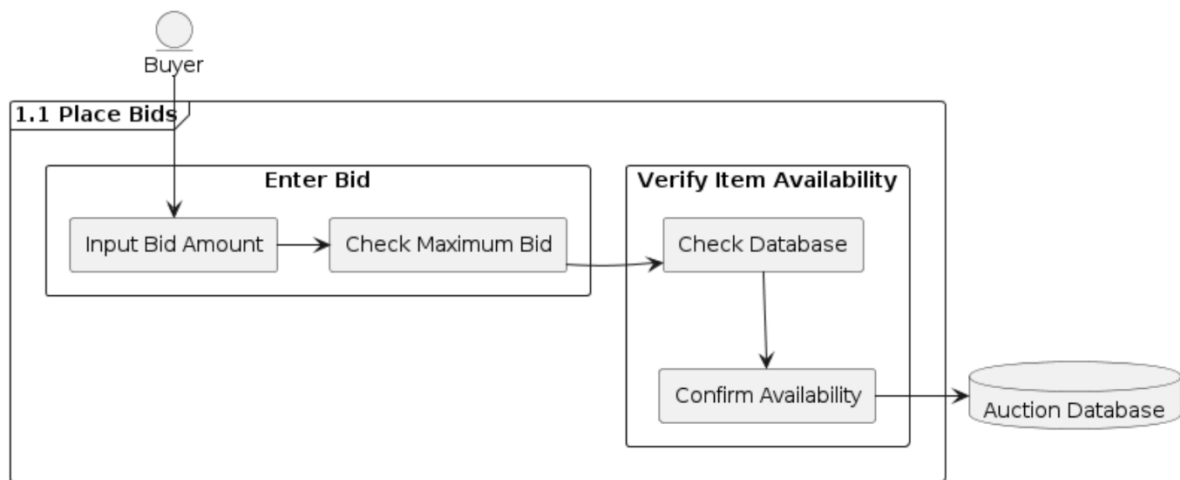 Buyer
1.1 Place Bids
Enter Bid
Verify Item Availability
Input Bid Amount
Check Maximum Bid
Check Database
Confirm Availability
Auction Database